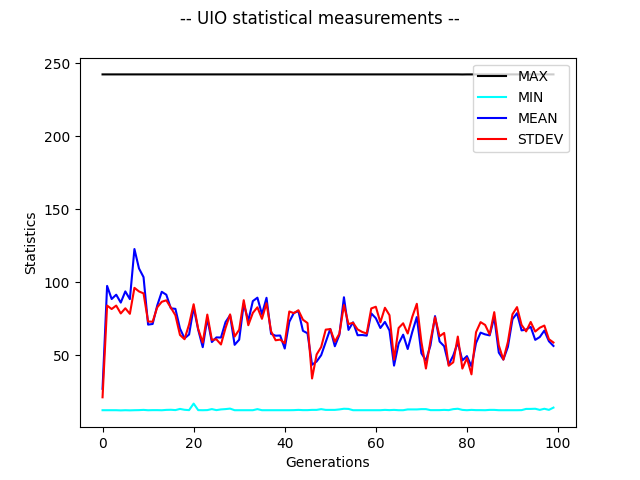 -- UIO statistical measurements --
250
200
150
100
50
Statistics
MAX
MIN
MEAN
STDEV
0
20
40
60
80
100
Generations